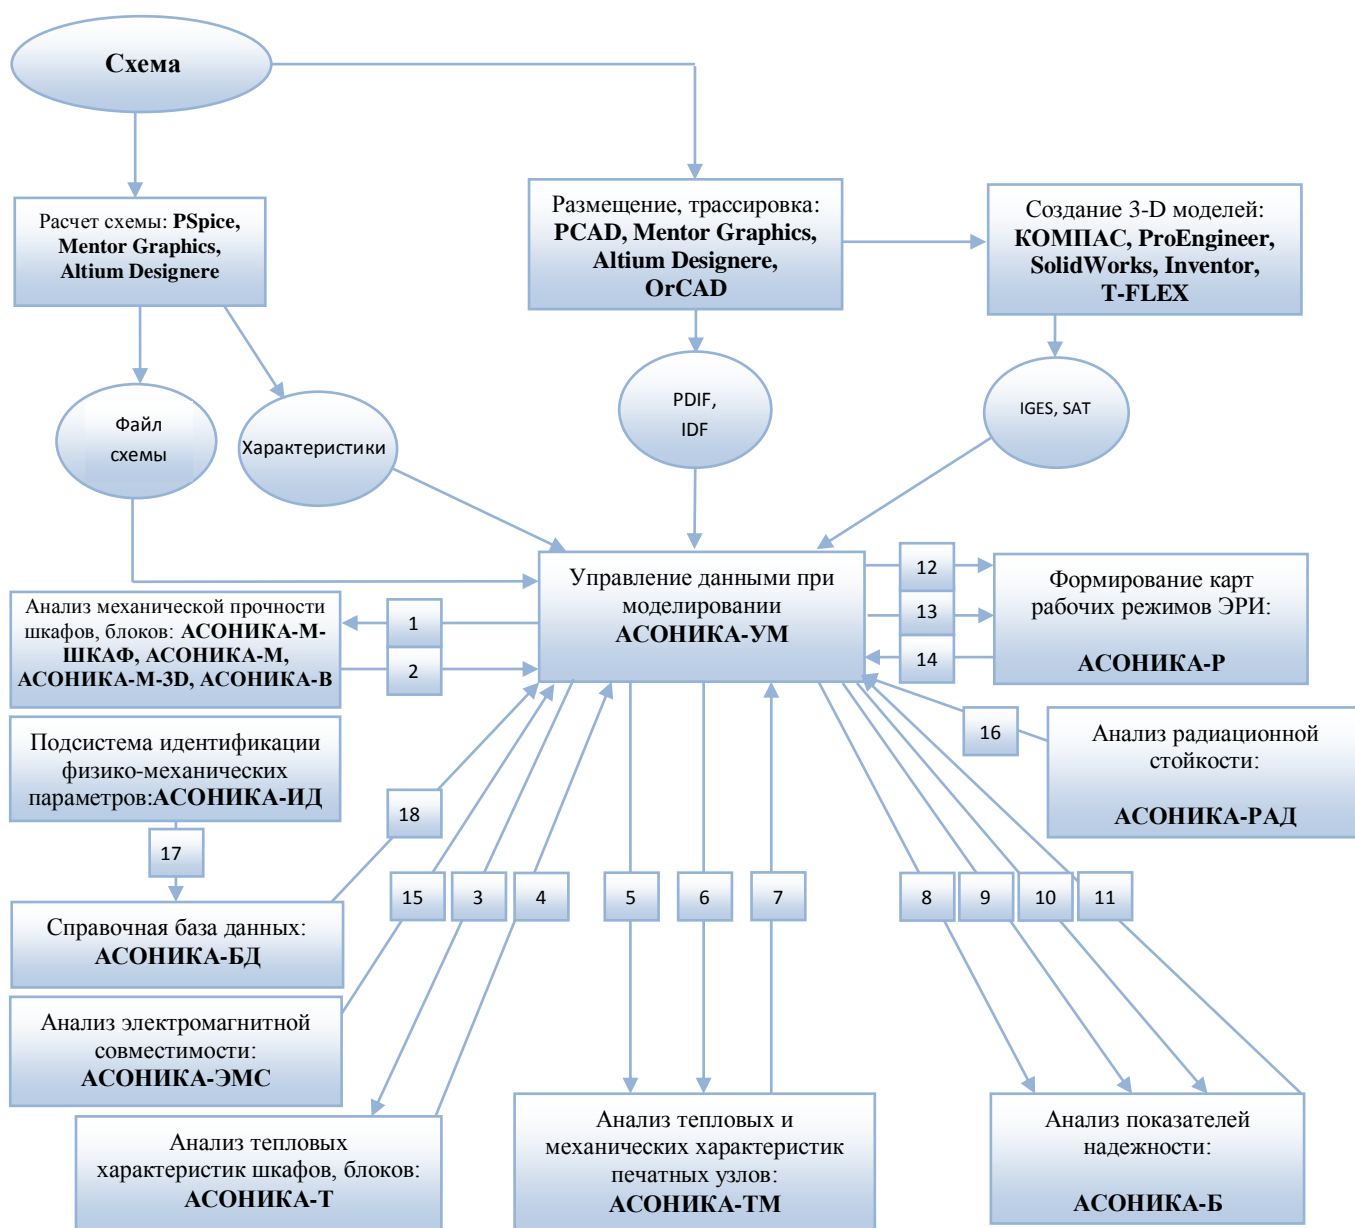 Схема
Расчет схемы: PSpice,
Mentor Graphics,
Altium Designere
Размещение, трассировка:
PCAD, Mentor Graphics,
Altium Designere,
OrCAD
Создание 3-D моделей:
КОМПАС, ProEngineer,
SolidWorks, Inventor,
T-FLEX
Файл
схемы
Характеристики
PDIF,
IDF
IGES, SAT
Управление данными при
моделировании
АСОНИКА-УМ
12
13
14
Формирование карт
рабочих режимов ЭРИ:
АСОНИКА-Р
Анализ механической прочности
шкафов, блоков: АСОНИКА-М-
ШКАФ, АСОНИКА-М,
АСОНИКА-М-3D, АСОНИКА-В
1
2
Подсистема идентификации
физико-механических
параметров:АСОНИКА-ИД
16
Анализ радиационной
стойкости:
АСОНИКА-РАД
17
18
15
3
4
5
6
7
8
9
10
11
Справочная база данных:
АСОНИКА-БД
Анализ электромагнитной
совместимости:
АСОНИКА-ЭМС
Анализ тепловых
характеристик шкафов, блоков:
АСОНИКА-Т
Анализ тепловых и
механических характеристик
печатных узлов:
АСОНИКА-ТМ
Анализ показателей
надежности:
АСОНИКА-Б